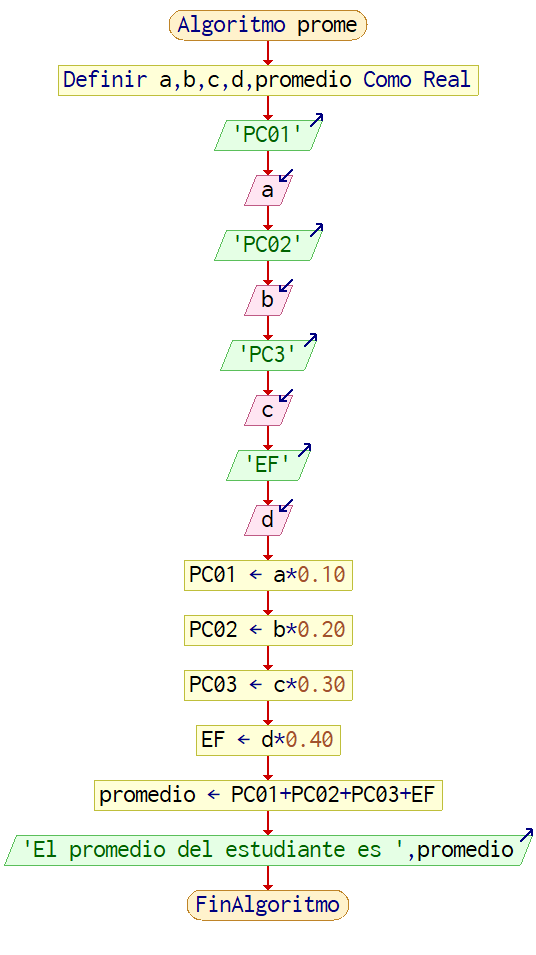 Algoritmo prome
Definir a,b,c,d,promedio Como Real
'PC01'
a
'PC02'
b
'PC3'
c
'EF'
d
PC01 ← a*0.10
PC02 ← b*0.20
PC03 ← c*0.30
EF ← d*0.40
promedio ← PC01+PC02+PC03+EF
'El promedio del estudiante es ',promedio
FinAlgoritmo